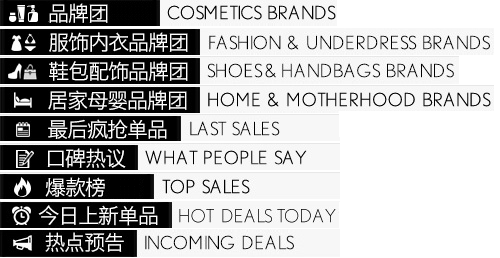 品牌团 COSMETICS BRANDS
服饰内衣品牌团 FASHION & UNDERDRESS BRANDS
鞋包配饰品牌团 SHOES & HANDBAGS BRANDS
居家母婴品牌团 HOME & MOTHERHOOD BRANDS
最后疯抢单品 LAST SALES
口碑热议 WHAT PEOPLE SAY
爆款榜 TOP SALES
今日上新单品 HOT DEALS TODAY
热点预告 INCOMING DEALS